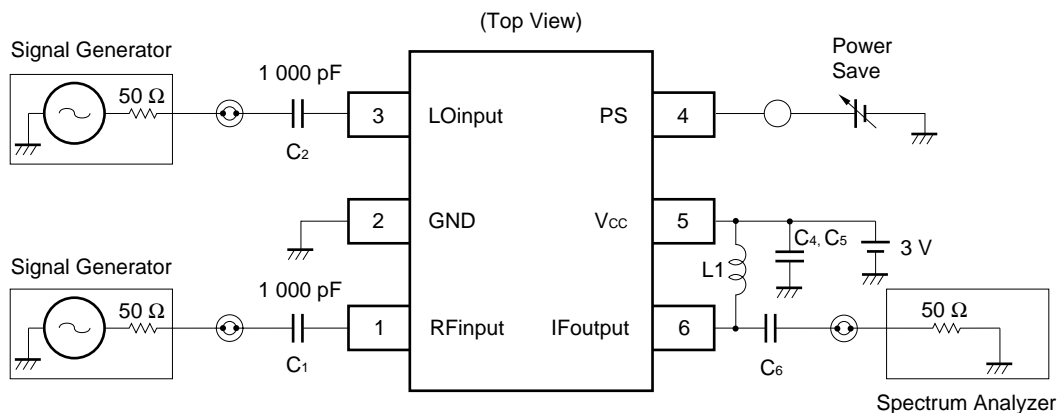 (Top View)
Signal Generator
50 Ω
1 000 pF
C2
3
LOinput
PS
4
Power
Save
2
GND
VCC
5
L1
C4, C5
3 V
Signal Generator
50 Ω
1 000 pF
C1
1
RFinput
IFoutput
6
C6
50 Ω
Spectrum Analyzer